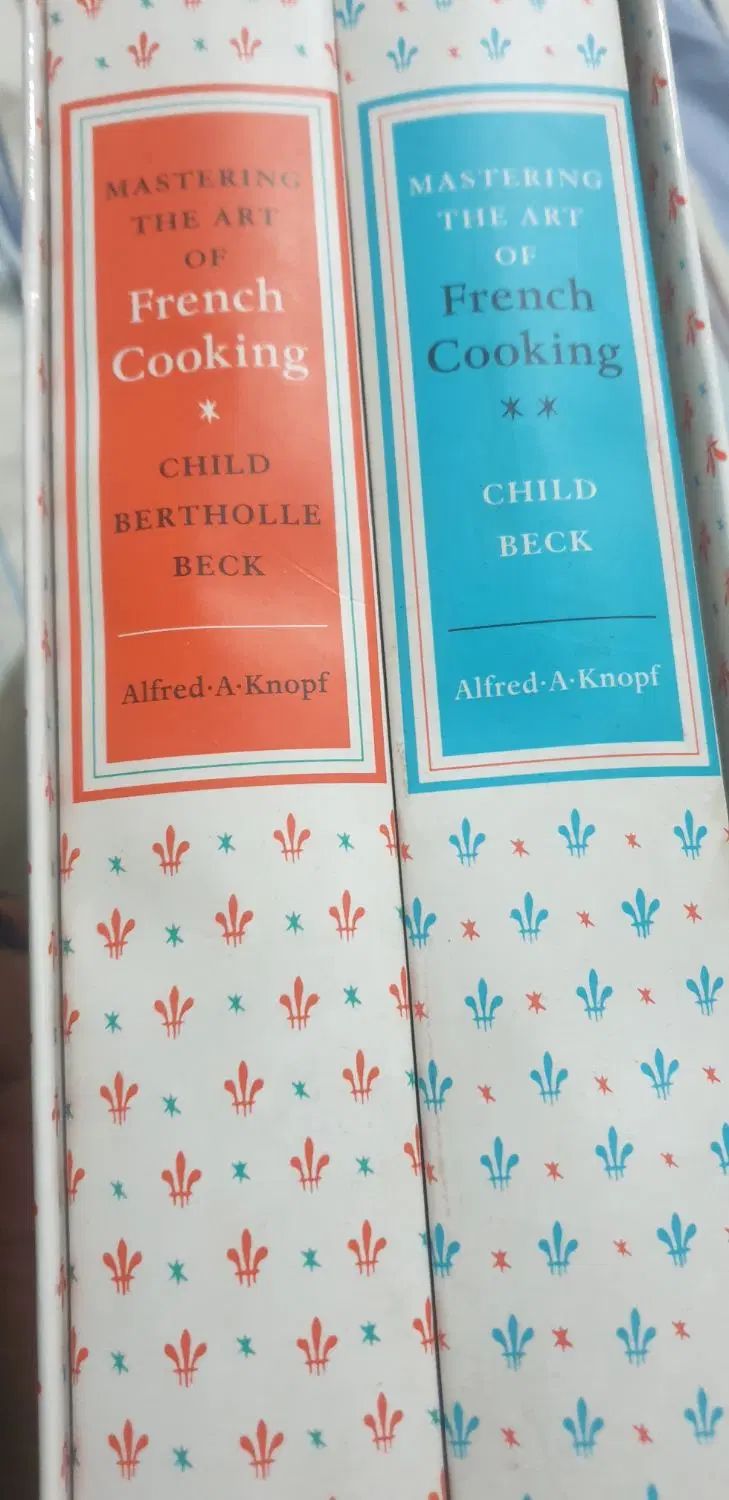 MASTERING
THE ART
OF
French
Cooking
*
CHILD
BERTHOLLE
BECK
Alfred·A·Knopf
MASTERING
THE ART
OF
French
Cooking
**
CHILD
BECK
Alfred·A·Knopf